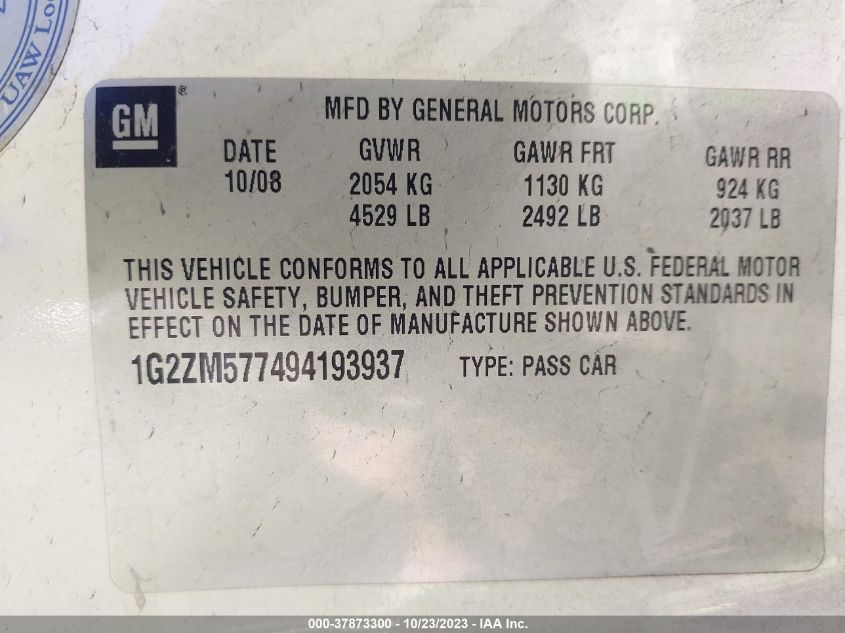 UAW Lo
GM
®
MFD BY GENERAL MOTORS CORP.
DATE GVWR GAWR FRT GAWR RR
10/08 2054 KG 1130 KG 924 KG
4529 LB 2492 LB 2037 LB
THIS VEHICLE CONFORMS TO ALL APPLICABLE U.S. FEDERAL MOTOR
VEHICLE SAFETY, BUMPER, AND THEFT PREVENTION STANDARDS IN
EFFECT ON THE DATE OF MANUFACTURE SHOWN ABOVE.
1G2ZM577494193937 TYPE: PASS CAR
000-37873300 - 10/23/2023 - IAA Inc.